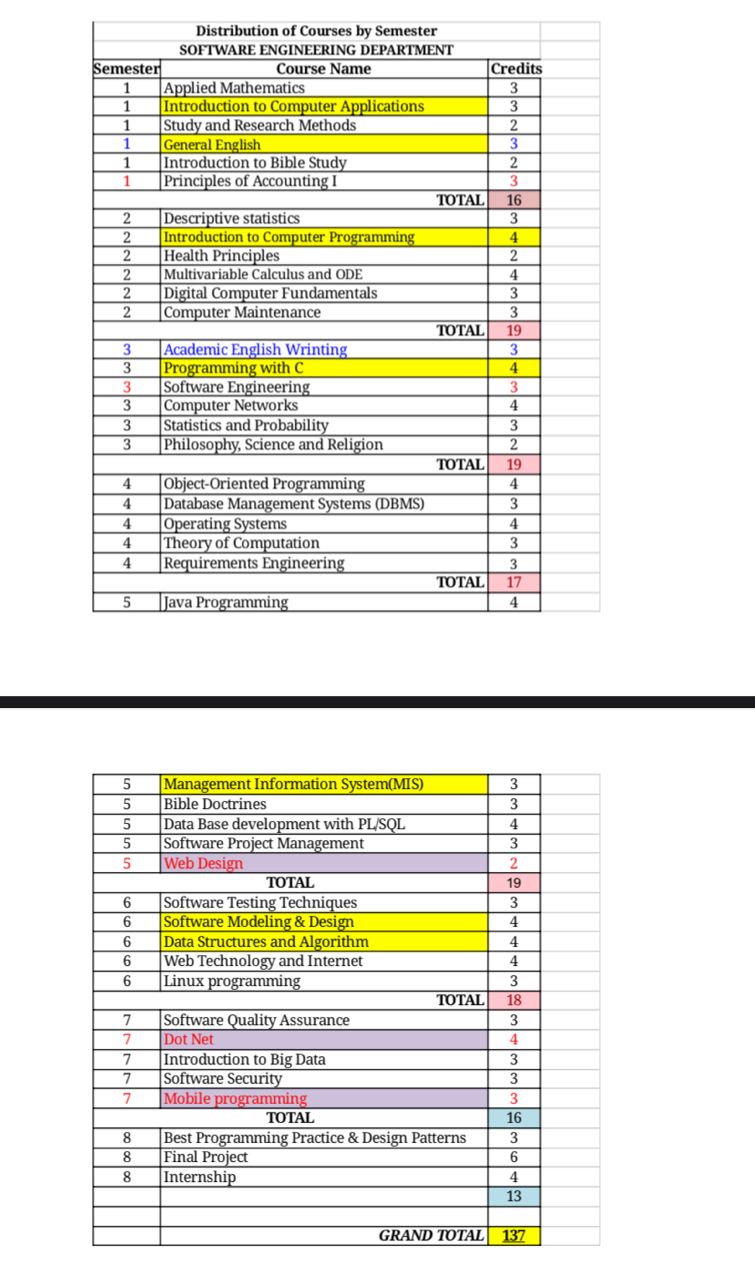 Distribution of Courses by Semester
SOFTWARE ENGINEERING DEPARTMENT
Semester Course Name Credits
1 Applied Mathematics 3
1 Introduction to Computer Applications 3
1 Study and Research Methods 2
1 General English 3
1 Introduction to Bible Study 2
1 Principles of Accounting I 3
TOTAL 16
2 Descriptive statistics 3
2 Introduction to Computer Programming 4
2 Health Principles 2
2 Multivariable Calculus and ODE 4
2 Digital Computer Fundamentals 3
2 Computer Maintenance 3
TOTAL 19
3 Academic English Wrinting 3
3 Programming with C 4
3 Software Engineering 3
3 Computer Networks 4
3 Statistics and Probability 3
3 Philosophy, Science and Religion 2
TOTAL 19
4 Object-Oriented Programming 4
4 Database Management Systems (DBMS) 3
4 Operating Systems 4
4 Theory of Computation 3
4 Requirements Engineering 3
TOTAL 17
5 Java Programming 4
5 Management Information System(MIS) 3
5 Bible Doctrines 3
5 Data Base development with PL/SQL 4
5 Software Project Management 3
5 Web Design 2
TOTAL 19
6 Software Testing Techniques 3
6 Software Modeling & Design 4
6 Data Structures and Algorithm 4
6 Web Technology and Internet 4
6 Linux programming 3
TOTAL 18
7 Software Quality Assurance 3
7 Dot Net 4
7 Introduction to Big Data 3
7 Software Security 3
7 Mobile programming 3
TOTAL 16
8 Best Programming Practice & Design Patterns 3
8 Final Project 6
8 Internship 4
13
GRAND TOTAL 137